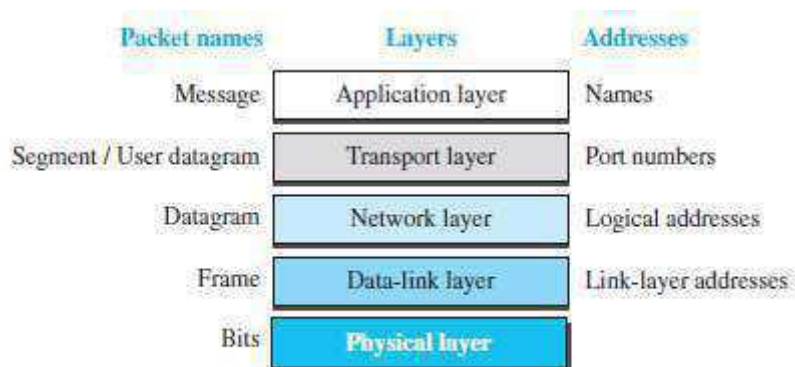 Packet names Layers Addresses
Message Application layer Names
Segment / User datagram Transport layer Port numbers
Datagram Network layer Logical addresses
Frame Data-link layer Link-layer addresses
Bits Physical layer